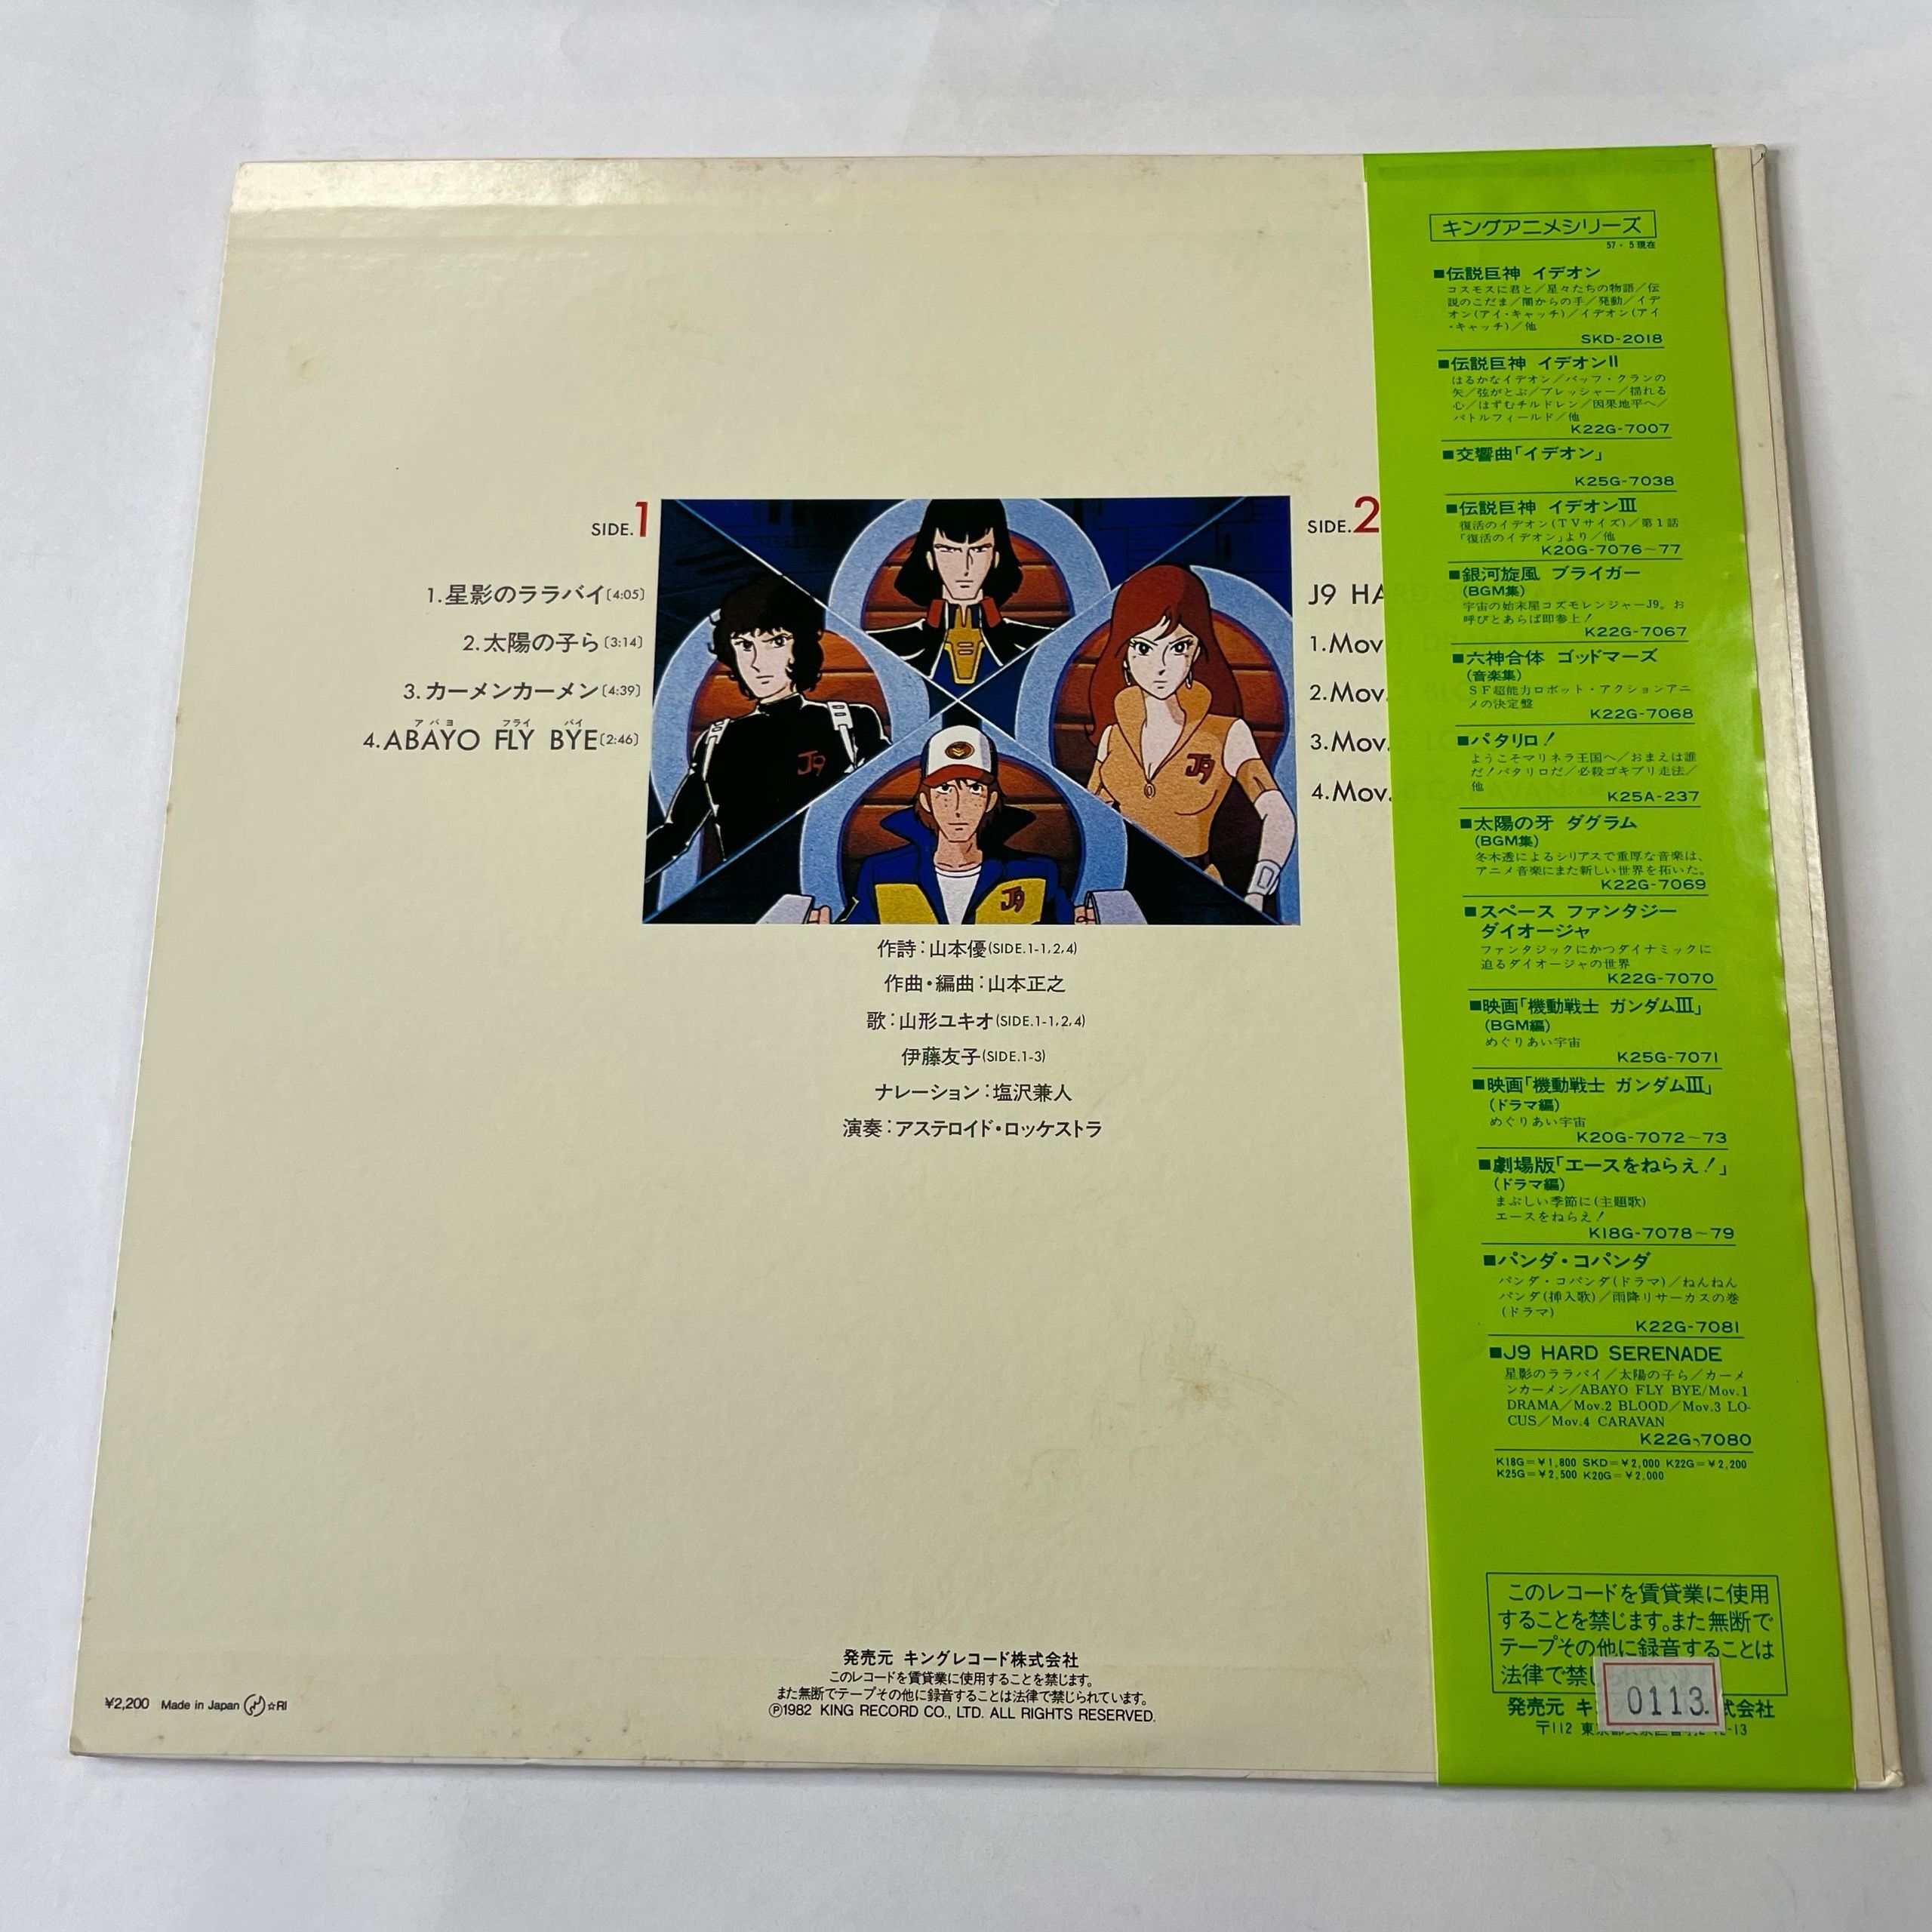 SIDE.1
1.星影のララバイ〔4:05〕
2.太陽の子ら〔3:14〕
3.カーメンカーメン〔4:39〕
アバヨ フライ バイ
4.ABAYO FLY BYE〔2:46〕
J9
J9
J9
SIDE.2
J9 HA
1.Mov
2.Mov.
3.Mov.
4.Mov.
作詩:山本優(SIDE.1-1,2,4)
作曲・編曲:山本正之
歌:山形ユキオ(SIDE.1-1,2,4)
伊藤友子(SIDE.1-3)
ナレーション:塩沢兼人
演奏:アステロイド・ロッケストラ
発売元 キングレコード株式会社
このレコードを賃貸業に使用することを禁じます。
また無断でテープその他に録音することは法律で禁じられています。
Ⓟ1982 KING RECORD CO., LTD. ALL RIGHTS RESERVED.
¥2,200 Made in Japan ☆RI
キングアニメシリーズ
57・5現在
■伝説巨神 イデオン
コスモスに君と／星々たちの物語／伝
説のこだま／闇からの手／発動／イデ
オン(アイ・キャッチ)／イデオン(アイ
・キャッチ)／他
SKD-2018
■伝説巨神 イデオンII
はるかなイデオン／バッフ・クランの
矢／弦がとぶ／プレッシャー／揺れる
心／はずむチルドレン／因果地平へ／
バトルフィールド／他
K22G-7007
■交響曲「イデオン」
K25G-7038
■伝説巨神 イデオンIII
復活のイデオン(TVサイズ)／第1話
「復活のイデオン」より／他
K20G-7076~77
■銀河旋風 ブライガー
(BGM集)
宇宙の始末屋コズモレンジャーJ9。お
呼びとあらば即参上！
K22G-7067
■六神合体 ゴッドマーズ
(音楽集)
SF超能力ロボット・アクションアニ
メの決定盤
K22G-7068
■パタリロ！
ようこそマリネラ王国へ／おまえは誰
だ！パタリロだ／必殺ゴキブリ走法／
他
K25A-237
■太陽の牙 ダグラム
(BGM集)
冬木透によるシリアスで重厚な音楽は、
アニメ音楽にまた新しい世界を拓いた。
K22G-7069
■スペース ファンタジー
ダイオージャ
ファンタジックにかつダイナミックに
迫るダイオージャの世界
K22G-7070
■映画「機動戦士 ガンダムIII」
(BGM編)
めぐりあい宇宙
K25G-7071
■映画「機動戦士 ガンダムIII」
(ドラマ編)
めぐりあい宇宙
K20G-7072~73
■劇場版「エースをねらえ！」
(ドラマ編)
まぶしい季節に(主題歌)
エースをねらえ！
K18G-7078~79
■パンダ・コパンダ
パンダ・コパンダ(ドラマ)／ねんねん
パンダ(挿入歌)／雨降りサーカスの巻
(ドラマ)
K22G-7081
■J9 HARD SERENADE
星影のララバイ／太陽の子ら／カーメ
ンカーメン／ABAYO FLY BYE/Mov.1
DRAMA／Mov.2 BLOOD／Mov.3 LO-
CUS／Mov.4 CARAVAN
K22G-7080
K18G=¥1,800 SKD=¥2,000 K22G=¥2,200
K25G=¥2,500 K20G=¥2,000
このレコードを賃貸業に使用
することを禁じます。また無断で
テープその他に録音することは
法律で禁じ
0113.
発売元 キ 式会社
〒112 東 -13